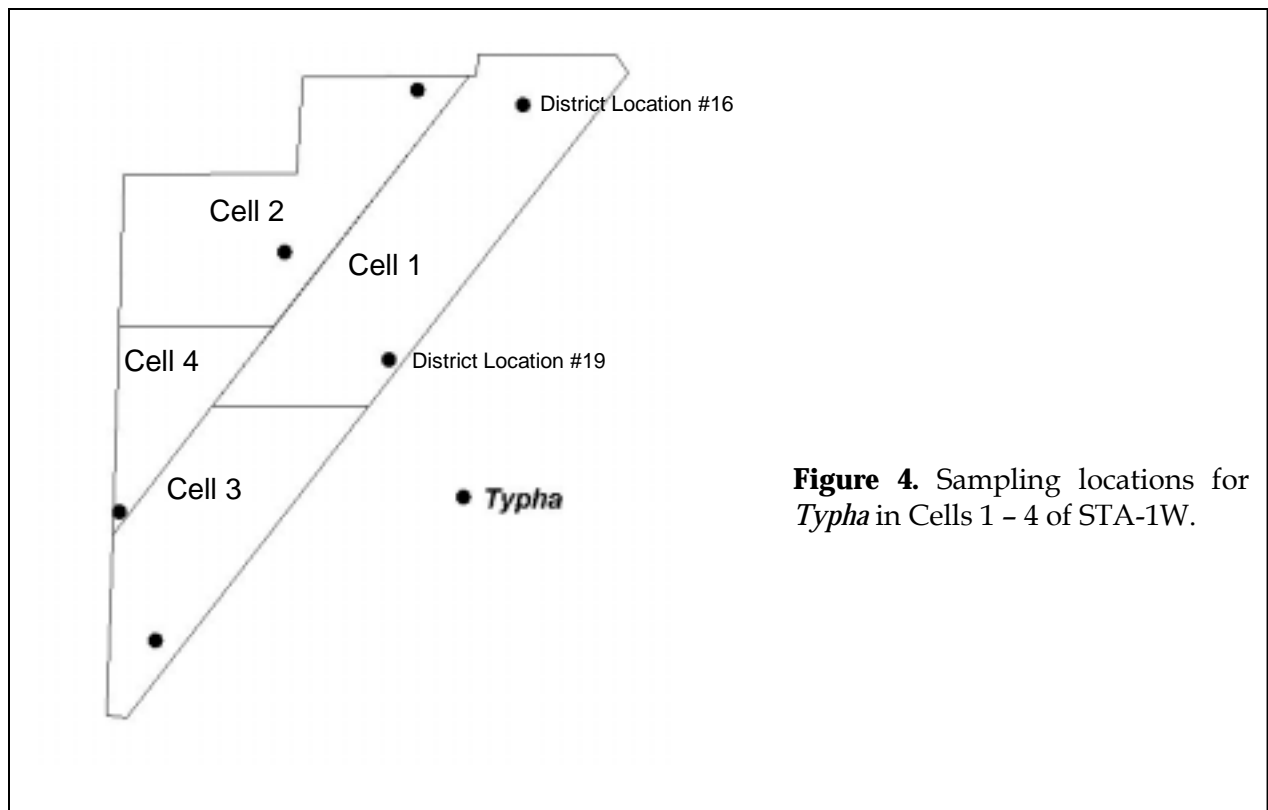 District Location #16
Cell 2
Cell 1
District Location #19
Cell 4
Cell 3
Typha
Figure 4. Sampling locations for
Typha in Cells 1 – 4 of STA-1W.